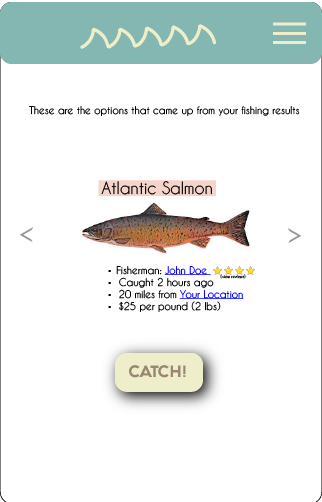 These are the options that came up from your fishing results
Atlantic Salmon
<
>
• Fisherman: John Doe
(view reviews)
• Caught 2 hours ago
• 20 miles from Your Location
• $25 per pound (2 lbs)
CATCH!